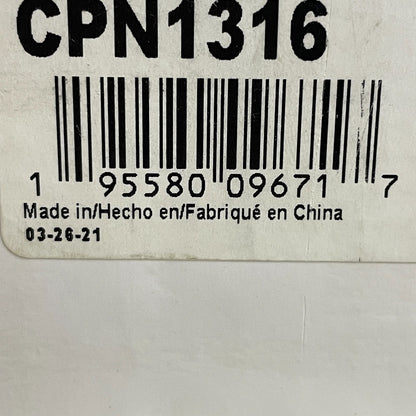 CPN1316
1 95580 09671 7
Made in/Hecho en/Fabriqué en China
03-26-21